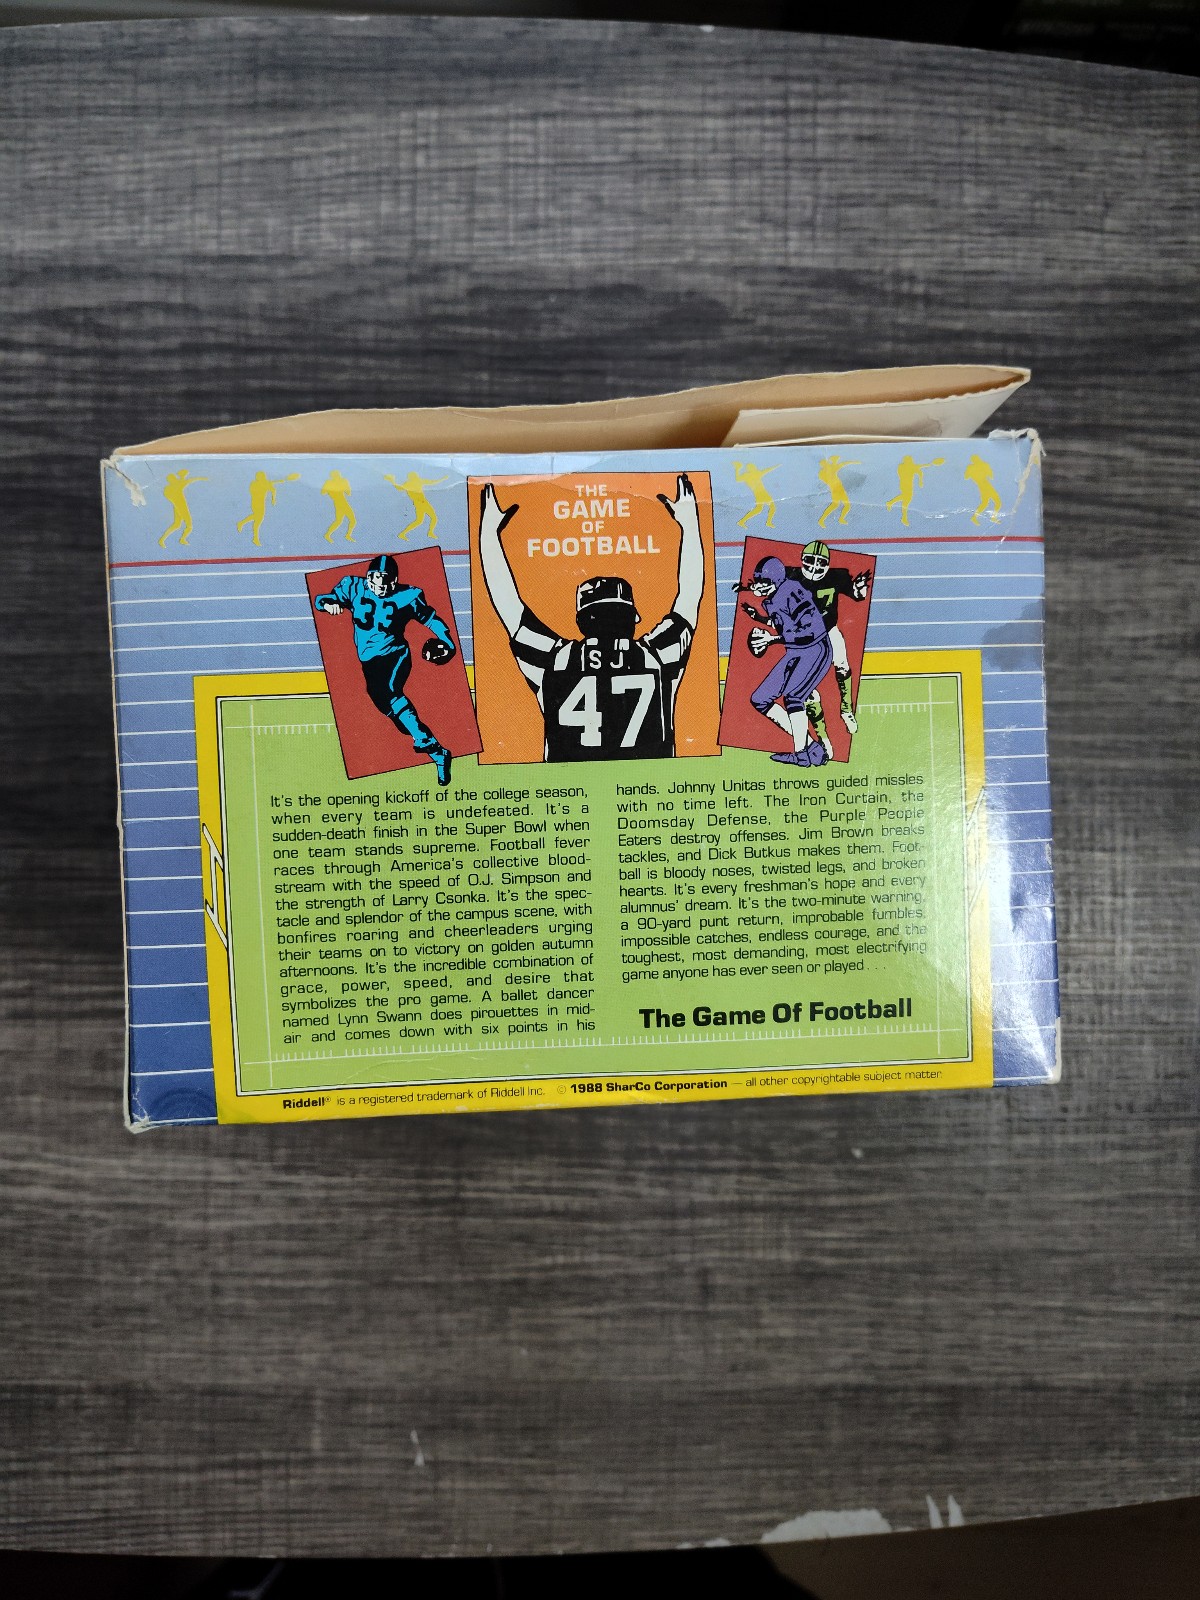 THE
GAME
OF
FOOTBALL
33
SJ.
47
7
It's the opening kickoff of the college season,
when every team is undefeated. It's a
sudden-death finish in the Super Bowl when
one team stands supreme. Football fever
races through America's collective blood-
stream with the speed of O.J. Simpson and
the strength of Larry Csonka. It's the spec-
tacle and splendor of the campus scene, with
bonfires roaring and cheerleaders urging
their teams on to victory on golden autumn
afternoons. It's the incredible combination of
grace, power, speed, and desire that
symbolizes the pro game. A ballet dancer
named Lynn Swann does pirouettes in mid-
air and comes down with six points in his
hands. Johnny Unitas throws guided missles
with no time left. The Iron Curtain, the
Doomsday Defense, the Purple People
Eaters destroy offenses. Jim Brown breaks
tackles, and Dick Butkus makes them. Foot-
ball is bloody noses, twisted legs, and broken
hearts. It's every freshman's hope and every
alumnus' dream. It's the two-minute warning,
a 90-yard punt return, improbable fumbles,
impossible catches, endless courage, and the
toughest, most demanding, most electrifying
game anyone has ever seen or played . . .
The Game Of Football
Riddell® is a registered trademark of Riddell Inc. © 1988 SharCo Corporation — all other copyrightable subject matter.